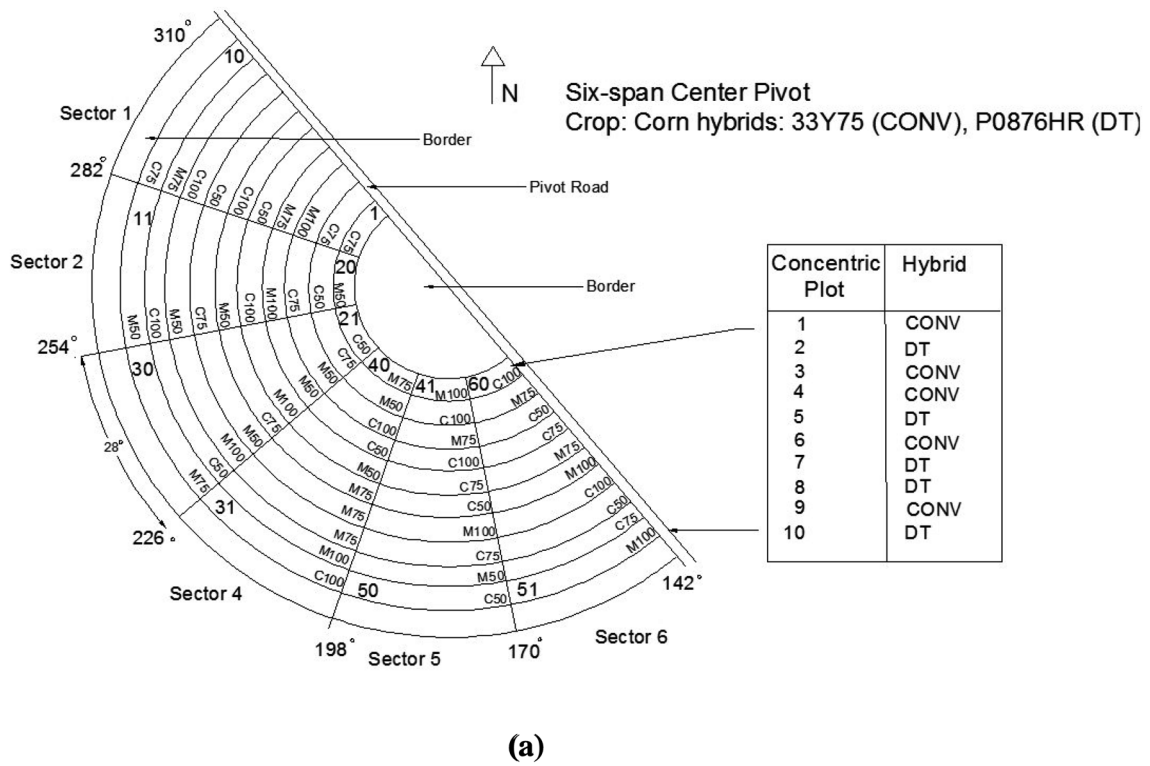 310°
10
N
Six-span Center Pivot
Crop: Corn hybrids: 33Y75 (CONV), P0876HR (DT)
Sector 1
Border
282°
C75
M75
C100
C50
C100
C50
M75
M100
C75
C75
Pivot Road
1
11
Sector 2
20
Border
M50
C100
M50
C75
M50
C100
M100
C75
C50
M50
254°
21
30
28°
226°
M75
C50
M100
M50
C75
M100
M50
M50
C75
C50
40
31
Sector 4
M75
M50
C100
C50
M50
M75
M75
M75
M100
C100
41
50
198°
Sector 5
M100
C100
M75
C100
C75
C50
M100
C75
M50
C50
60
51
170°
Sector 6
C100
M75
C50
C75
M75
M100
C100
C50
C75
M100
142°
Concentric Plot Hybrid
1 CONV
2 DT
3 CONV
4 CONV
5 DT
6 CONV
7 DT
8 DT
9 CONV
10 DT
(a)